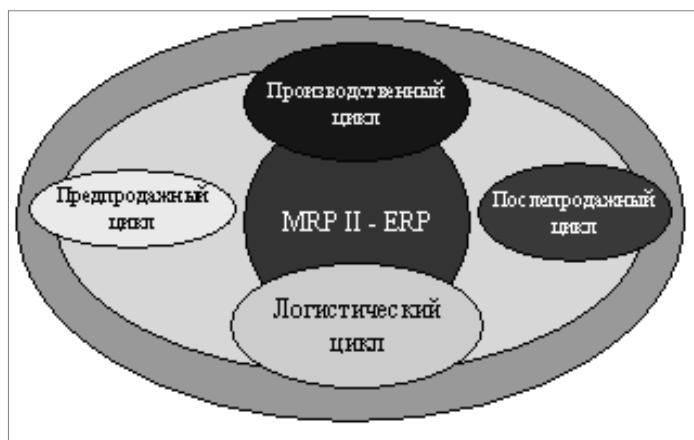 Производственный
цикл
Предпродажный
цикл
MRP II - ERP
Послепродажный
цикл
Логистический
цикл